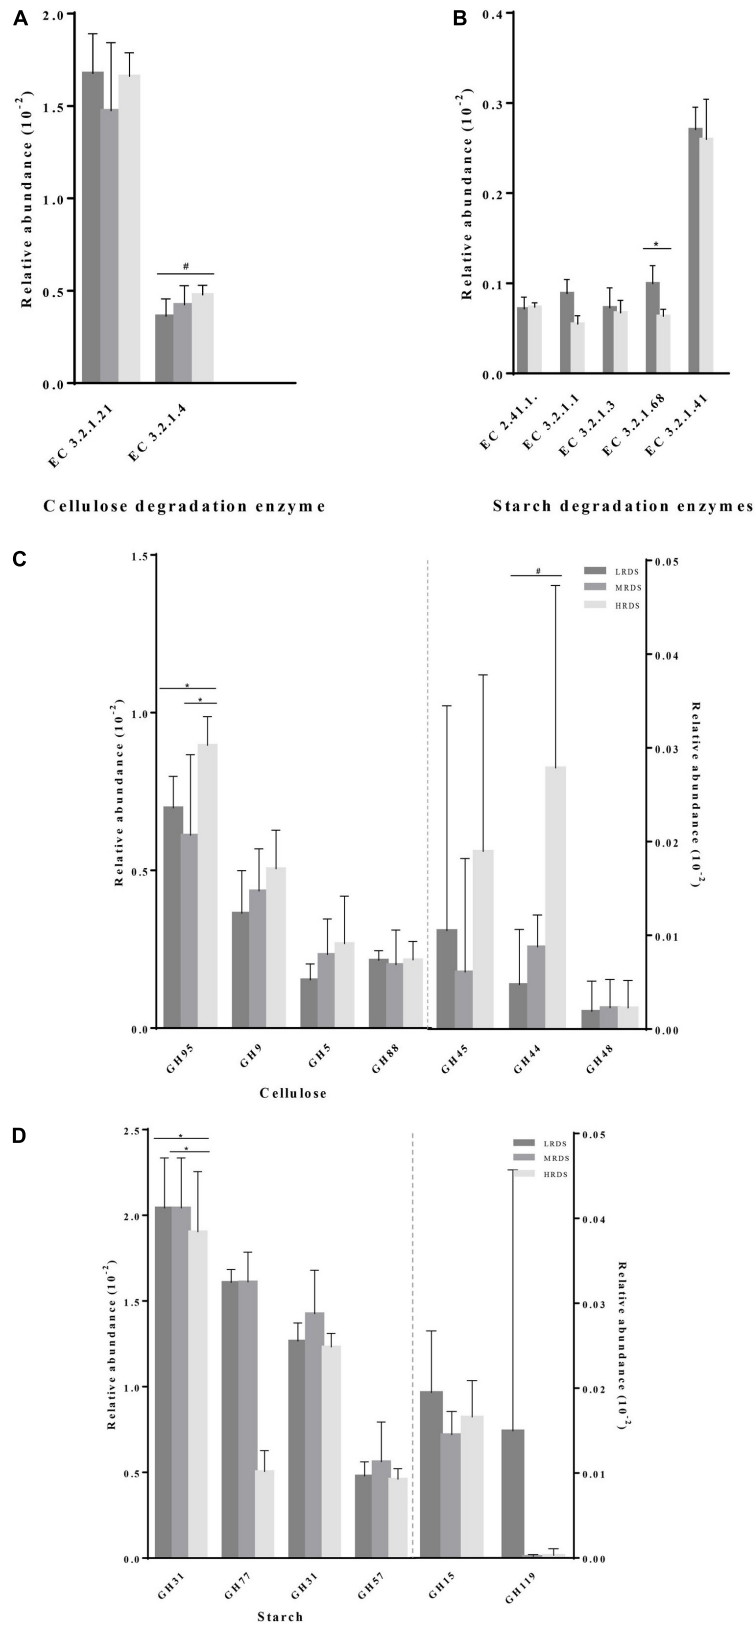 A
Relative abundance (10-2)
2.0
1.5
1.0
0.5
0.0
#
EC 3.2.1.21
EC 3.2.1.4
Cellulose degradation enzyme
B
Relative abundance (10-2)
0.4
0.3
0.2
0.1
0.0
*
EC 2.41.1.
EC 3.2.1.1
EC 3.2.1.3
EC 3.2.1.68
EC 3.2.1.41
Starch degradation enzymes
C
Relative abundance (10-2)
1.5
1.0
0.5
0.0
*
*
#
LRDS
MRDS
HRDS
0.05
0.04
0.03
0.02
0.01
0.00
Relative abundance (10-2)
GH95
GH9
GH5
GH88
GH45
GH44
GH48
Cellulose
D
Relative abundance (10-2)
2.5
2.0
1.5
1.0
0.5
0.0
*
*
LRDS
MRDS
HRDS
0.05
0.04
0.03
0.02
0.01
0.00
Relative abundance (10-2)
GH31
GH77
GH31
GH57
GH15
GH119
Starch